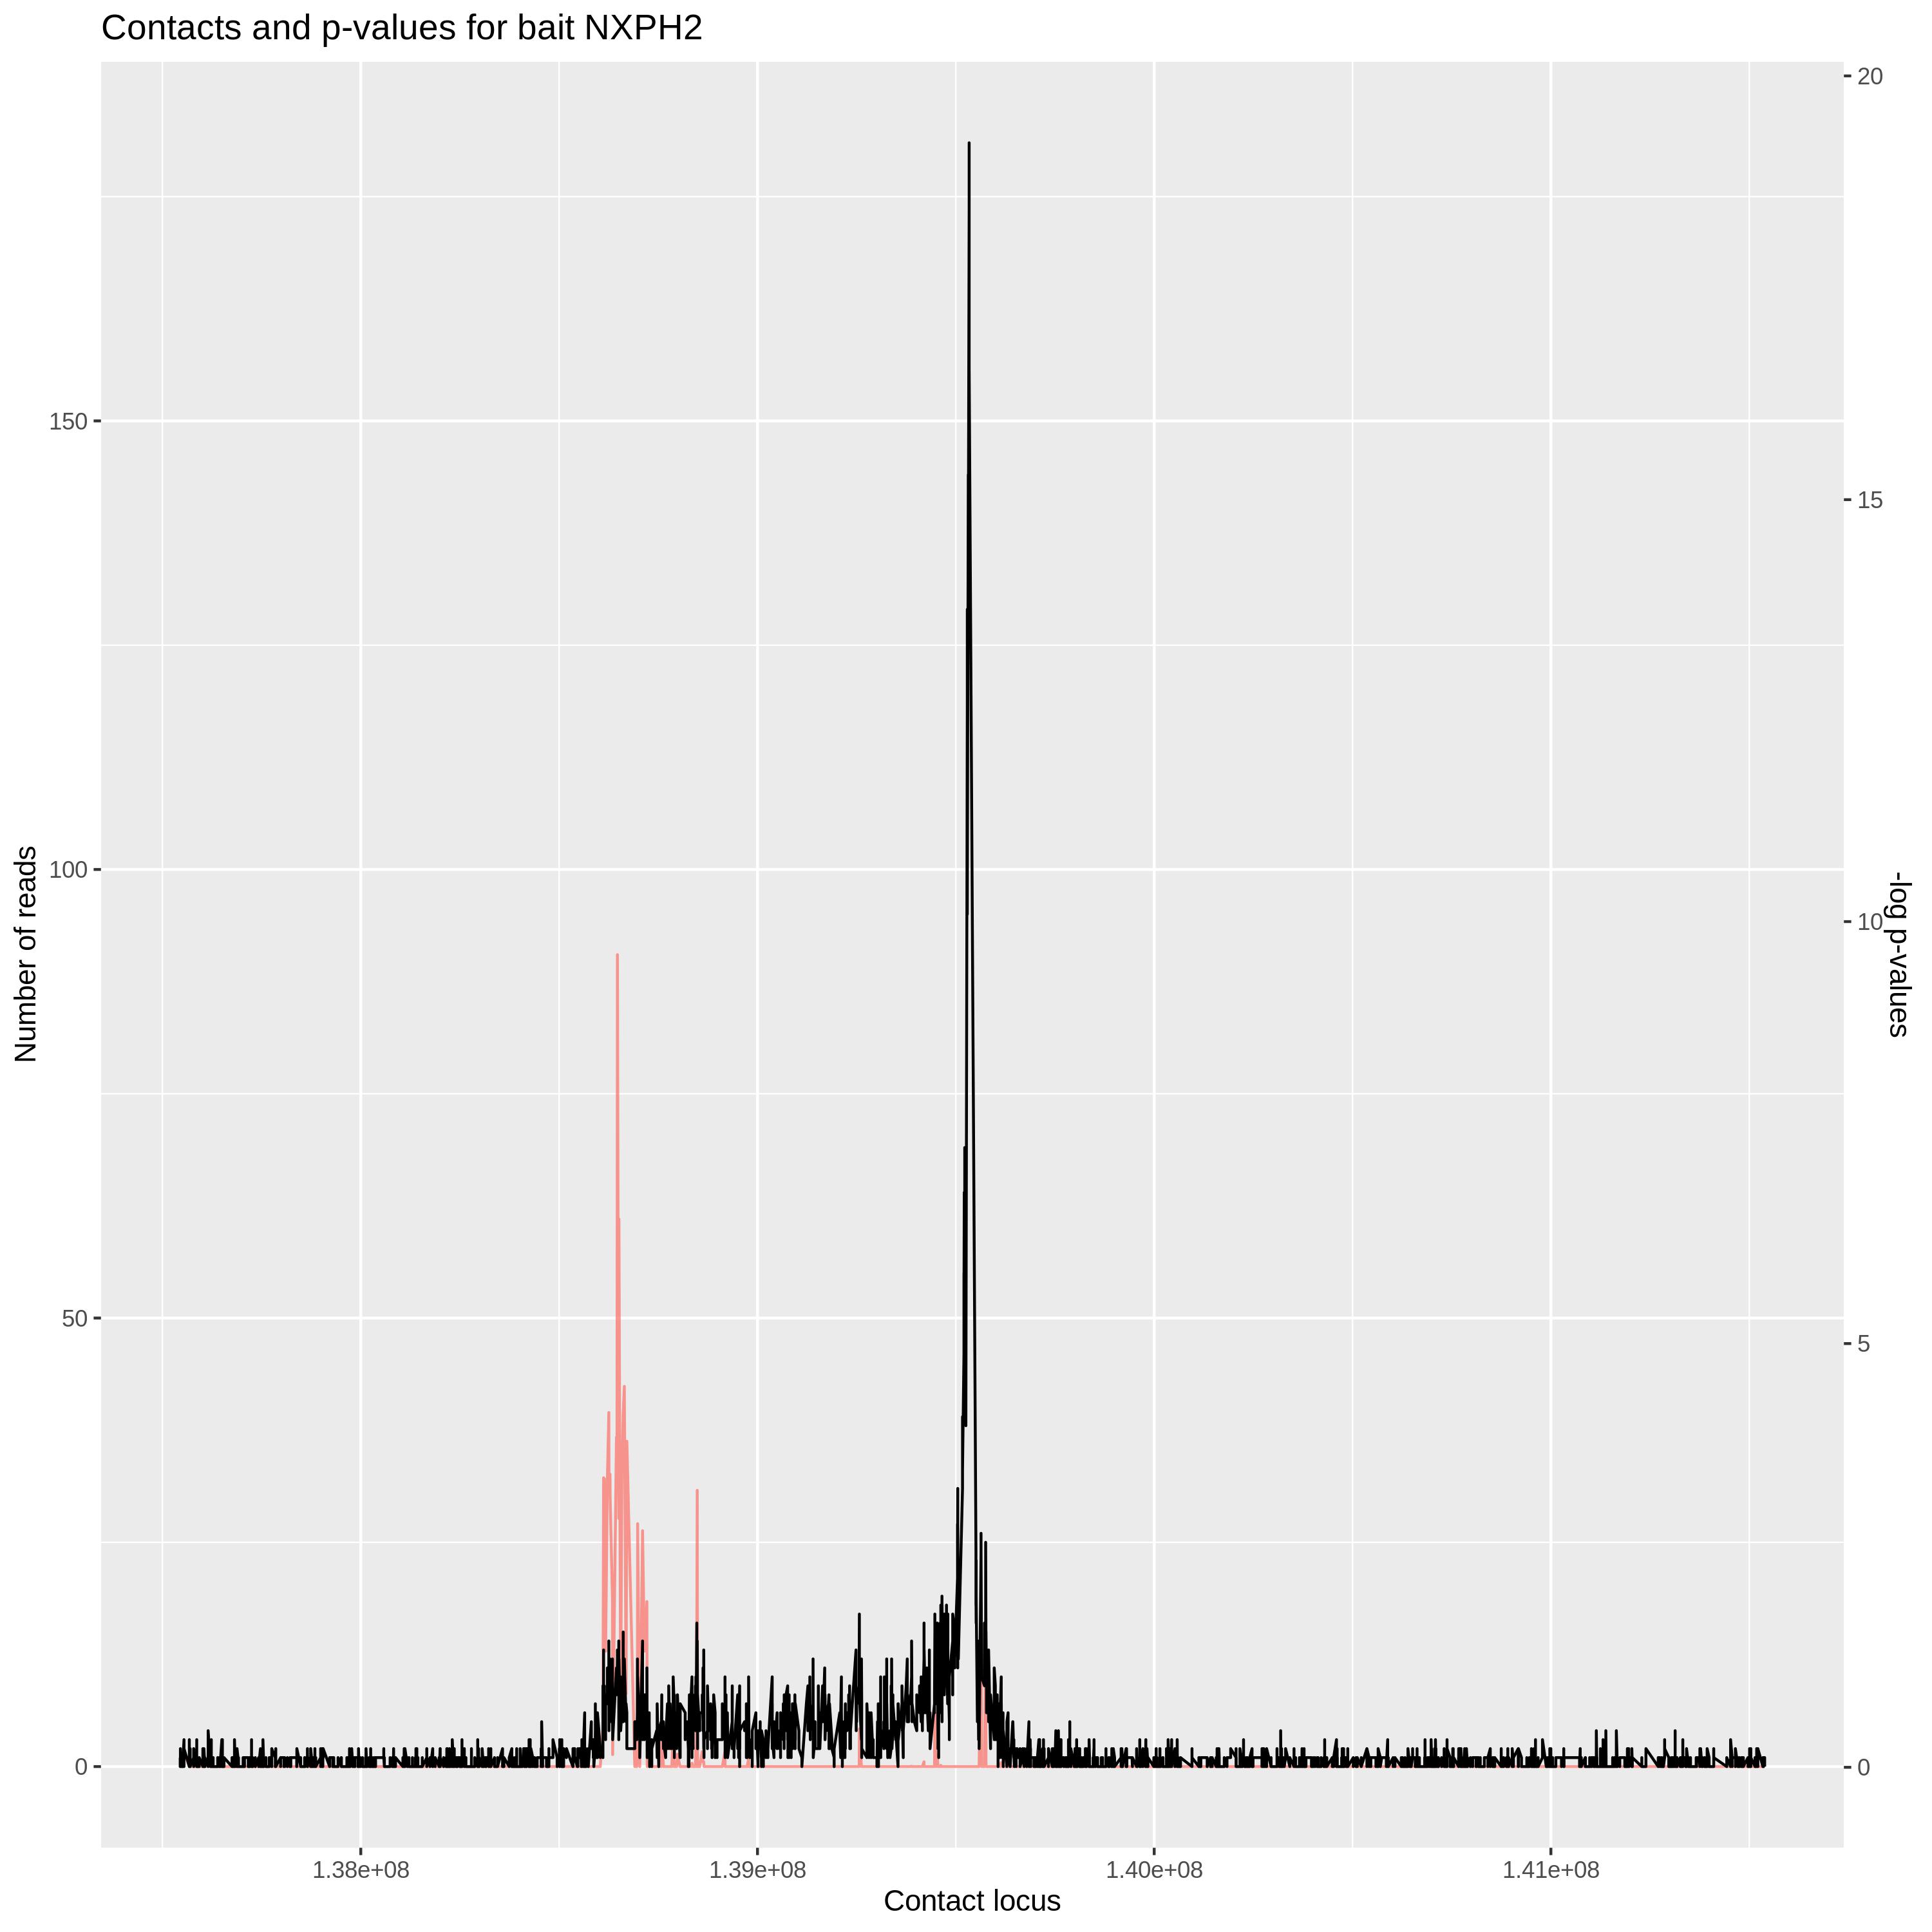 Contacts and p-values for bait NXPH2
20
150
15
Number of reads
100
10
-log p-values
50
5
0
0
1.38e+08
1.39e+08
1.40e+08
1.41e+08
Contact locus